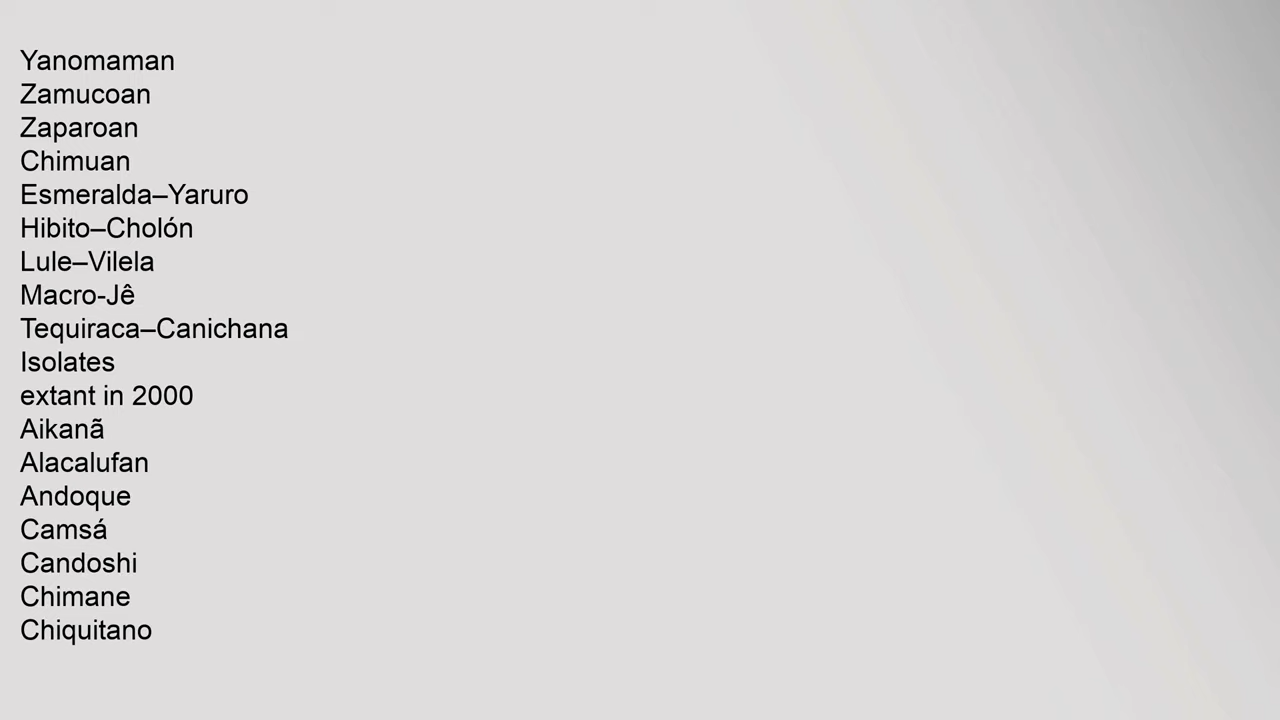 Yanomaman
Zamucoan
Zaparoan
Chimuan
Esmeralda–Yaruro
Hibito–Cholón
Lule–Vilela
Macro-Jê
Tequiraca–Canichana
Isolates
extant in 2000
Aikanã
Alacalufan
Andoque
Camsá
Candoshi
Chimane
Chiquitano